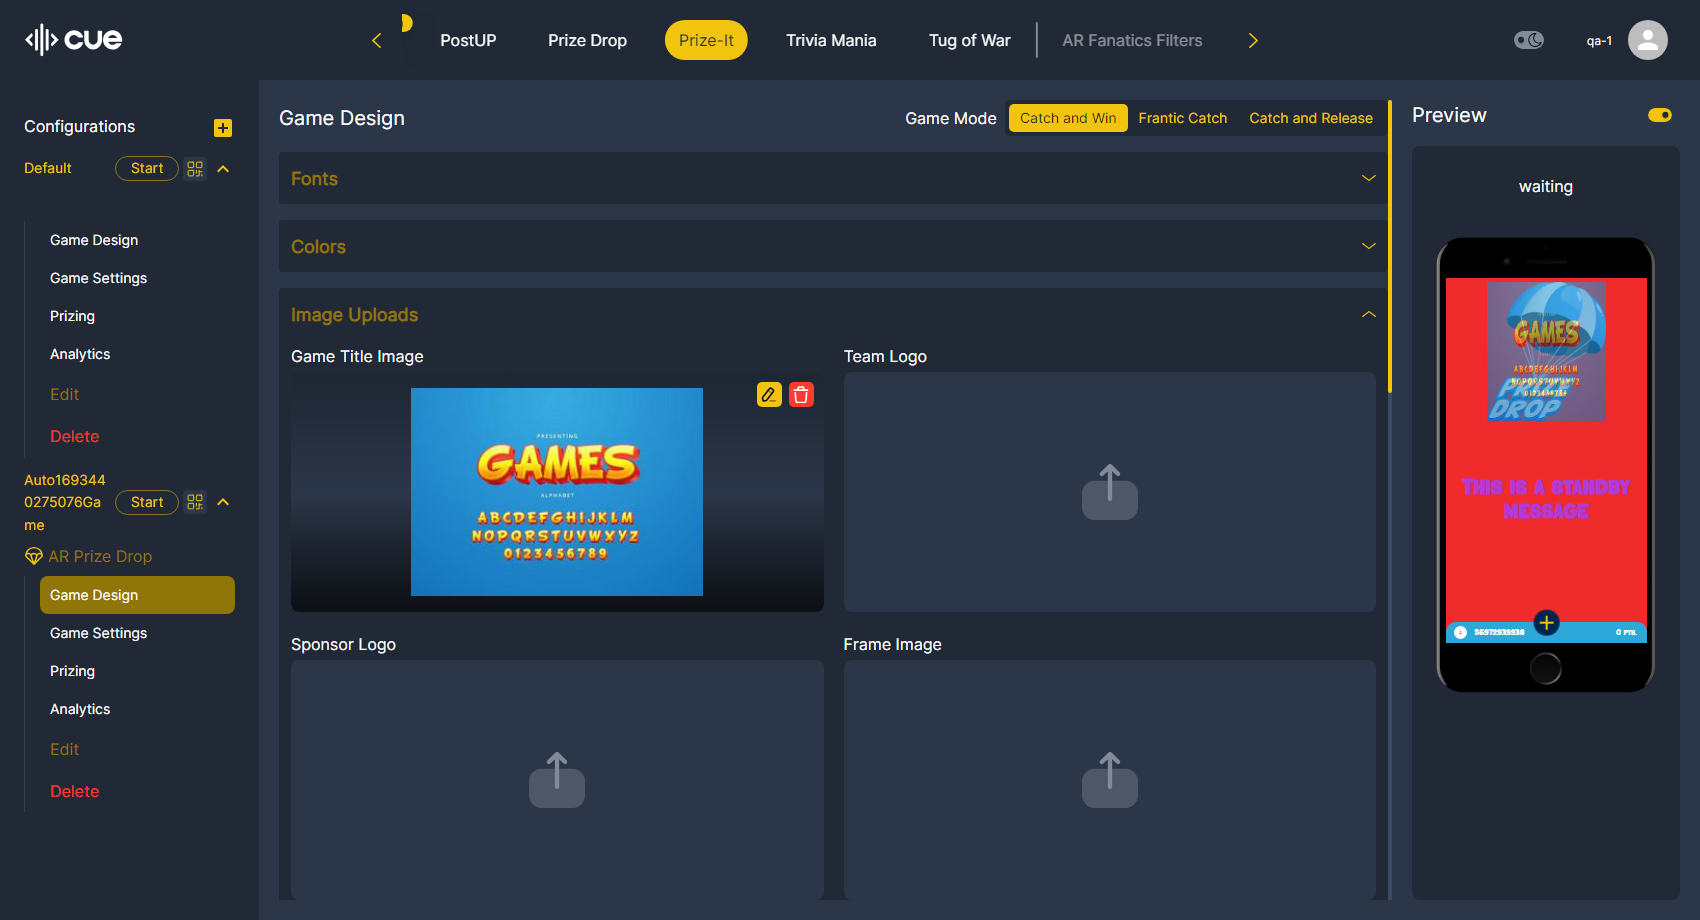 cue
PostUP
Prize Drop
Prize-It
Trivia Mania
Tug of War
AR Fanatics Filters
qa-1
Configurations
Default
Start
Game Design
Game Settings
Prizing
Analytics
Edit
Delete
Auto169344
0275076Ga
me
Start
AR Prize Drop
Game Design
Game Settings
Prizing
Analytics
Edit
Delete
Game Design
Game Mode
Catch and Win
Frantic Catch
Catch and Release
Fonts
Colors
Image Uploads
Game Title Image
PRESENTING
GAMES
ALPHABET
ABCDEFGHIJKLM
NOPQRSTUVWXYZ
0123456789
Team Logo
Sponsor Logo
Frame Image
Preview
waiting
GAMES
ABCDEFGHIJKLM
NOPQRSTUVWXYZ
0123456789
PRIZE
DROP
THIS IS A STANDBY
MESSAGE
56972939938
0 PTS.